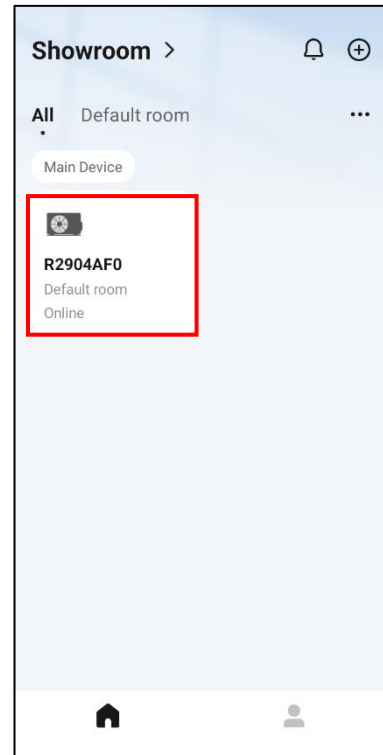 Showroom >
All Default room
Main Device
R2904AF0
Default room
Online